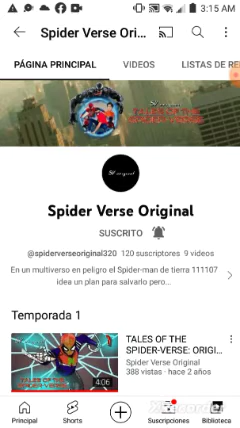 3:15 AM
Spider Verse Ori...
PÁGINA PRINCIPAL VIDEOS LISTAS DE RE
Spider Verse Original
SUSCRITO
@spiderverseoriginal320 120 suscriptores 9 videos
En un multiverso en peligro el Spider-man de tierra 111107
idea un plan para salvarlo pero...
Temporada 1
TALES OF THE
SPIDER-VERSE: ORIGI...
Spider Verse Original
388 vistas · hace 2 años
4:06
Inicio Shorts Suscripciones Biblioteca